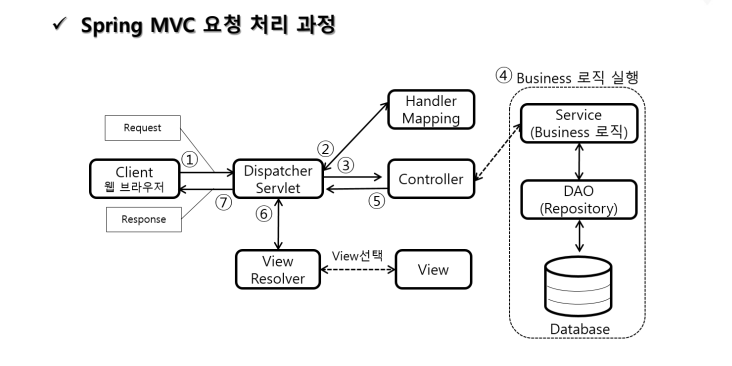 ✓ Spring MVC 요청 처리 과정
④ Business 로직 실행
Handler
Mapping
Service
(Business 로직)
Request
①
②
③
Client
웹 브라우저
Dispatcher
Servlet
Controller
DAO
(Repository)
⑦
⑥
⑤
Response
View선택
View
Resolver
View
Database